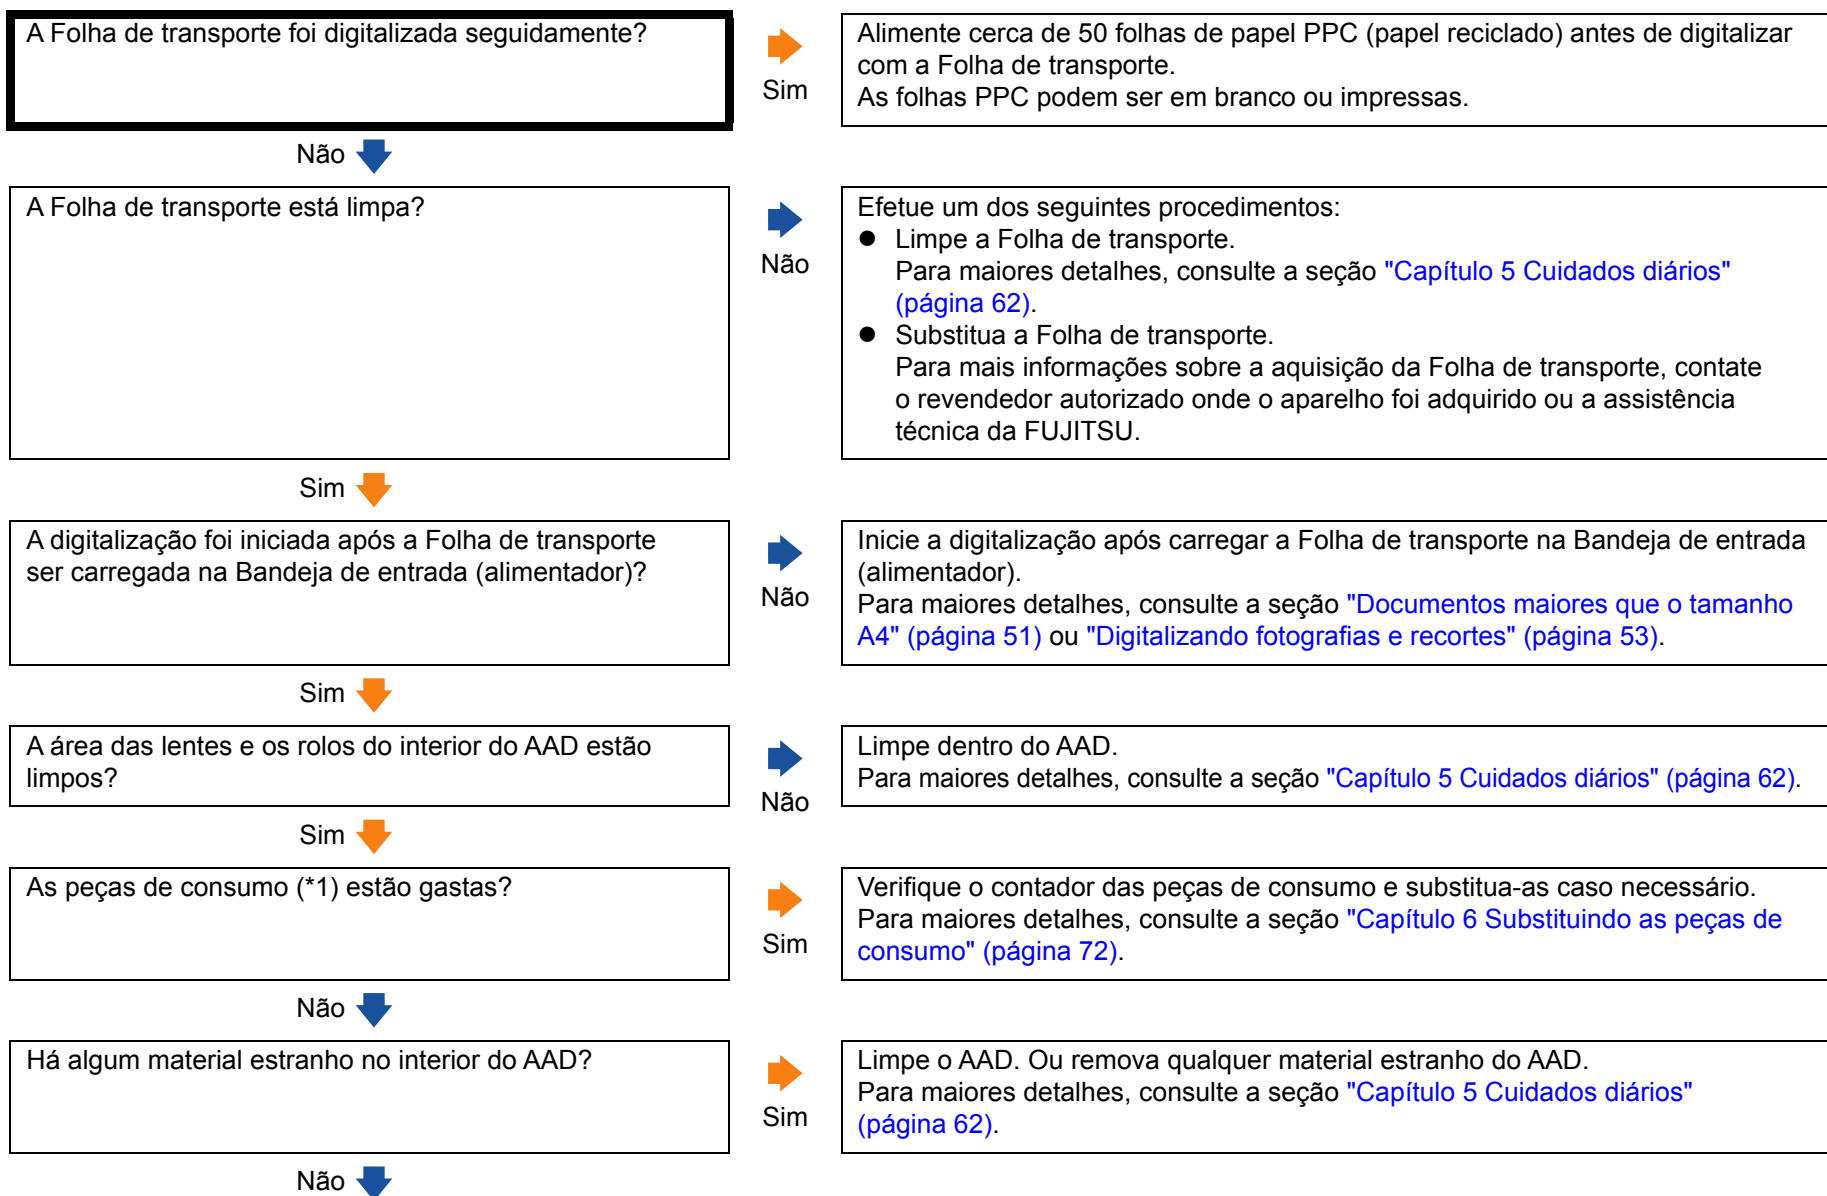 A Folha de transporte foi digitalizada seguidamente?
Sim
Alimente cerca de 50 folhas de papel PPC (papel reciclado) antes de digitalizar
com a Folha de transporte.
As folhas PPC podem ser em branco ou impressas.
Não
A Folha de transporte está limpa?
Não
Efetue um dos seguintes procedimentos:
● Limpe a Folha de transporte.
Para maiores detalhes, consulte a seção "Capítulo 5 Cuidados diários"
(página 62).
● Substitua a Folha de transporte.
Para mais informações sobre a aquisição da Folha de transporte, contate
o revendedor autorizado onde o aparelho foi adquirido ou a assistência
técnica da FUJITSU.
Sim
A digitalização foi iniciada após a Folha de transporte
ser carregada na Bandeja de entrada (alimentador)?
Não
Inicie a digitalização após carregar a Folha de transporte na Bandeja de entrada
(alimentador).
Para maiores detalhes, consulte a seção "Documentos maiores que o tamanho
A4" (página 51) ou "Digitalizando fotografias e recortes" (página 53).
Sim
A área das lentes e os rolos do interior do AAD estão
limpos?
Não
Limpe dentro do AAD.
Para maiores detalhes, consulte a seção "Capítulo 5 Cuidados diários" (página 62).
Sim
As peças de consumo (*1) estão gastas?
Sim
Verifique o contador das peças de consumo e substitua-as caso necessário.
Para maiores detalhes, consulte a seção "Capítulo 6 Substituindo as peças de
consumo" (página 72).
Não
Há algum material estranho no interior do AAD?
Sim
Limpe o AAD. Ou remova qualquer material estranho do AAD.
Para maiores detalhes, consulte a seção "Capítulo 5 Cuidados diários"
(página 62).
Não